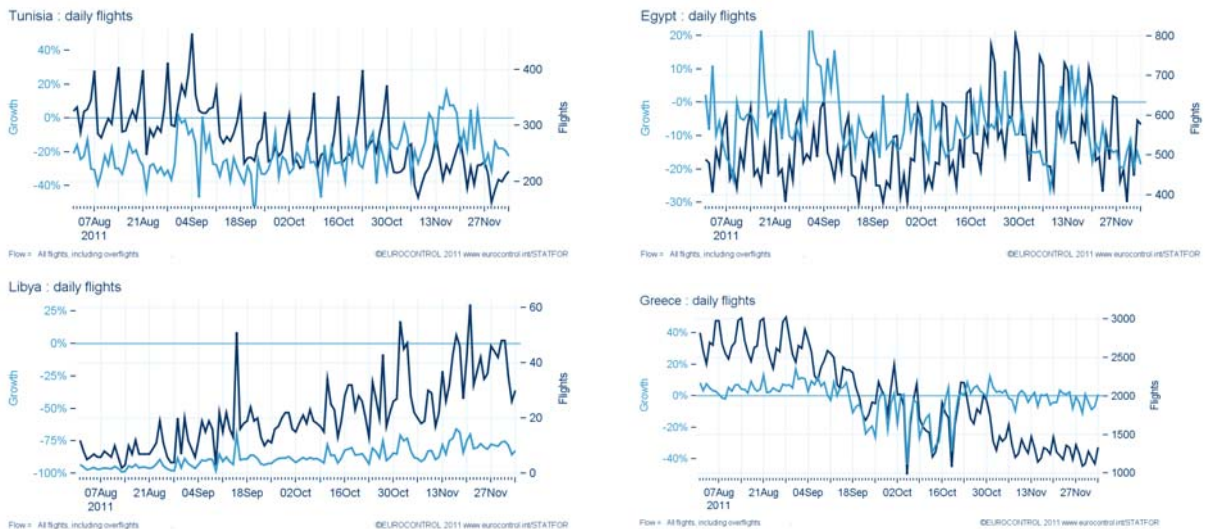 Tunisia : daily flights
40%
20%
0%
-20%
-40%
Growth
400
300
200
Flights
07Aug 21Aug 04Sep 18Sep 02Oct 16Oct 30Oct 13Nov 27Nov
2011
Flow = All flights, including overflights
©EUROCONTROL 2011 www.eurocontrol.int/STATFOR
Egypt : daily flights
20%
10%
-0%
-10%
-20%
-30%
Growth
800
700
600
500
400
Flights
07Aug 21Aug 04Sep 18Sep 02Oct 16Oct 30Oct 13Nov 27Nov
2011
Flow = All flights, including overflights
©EUROCONTROL 2011 www.eurocontrol.int/STATFOR
Libya : daily flights
25%
0%
-25%
-50%
-75%
-100%
Growth
60
40
20
0
Flights
07Aug 21Aug 04Sep 18Sep 02Oct 16Oct 30Oct 13Nov 27Nov
2011
Flow = All flights, including overflights
©EUROCONTROL 2011 www.eurocontrol.int/STATFOR
Greece : daily flights
40%
20%
0%
-20%
-40%
Growth
3000
2500
2000
1500
1000
Flights
07Aug 21Aug 04Sep 18Sep 02Oct 16Oct 30Oct 13Nov 27Nov
2011
Flow = All flights, including overflights
©EUROCONTROL 2011 www.eurocontrol.int/STATFOR